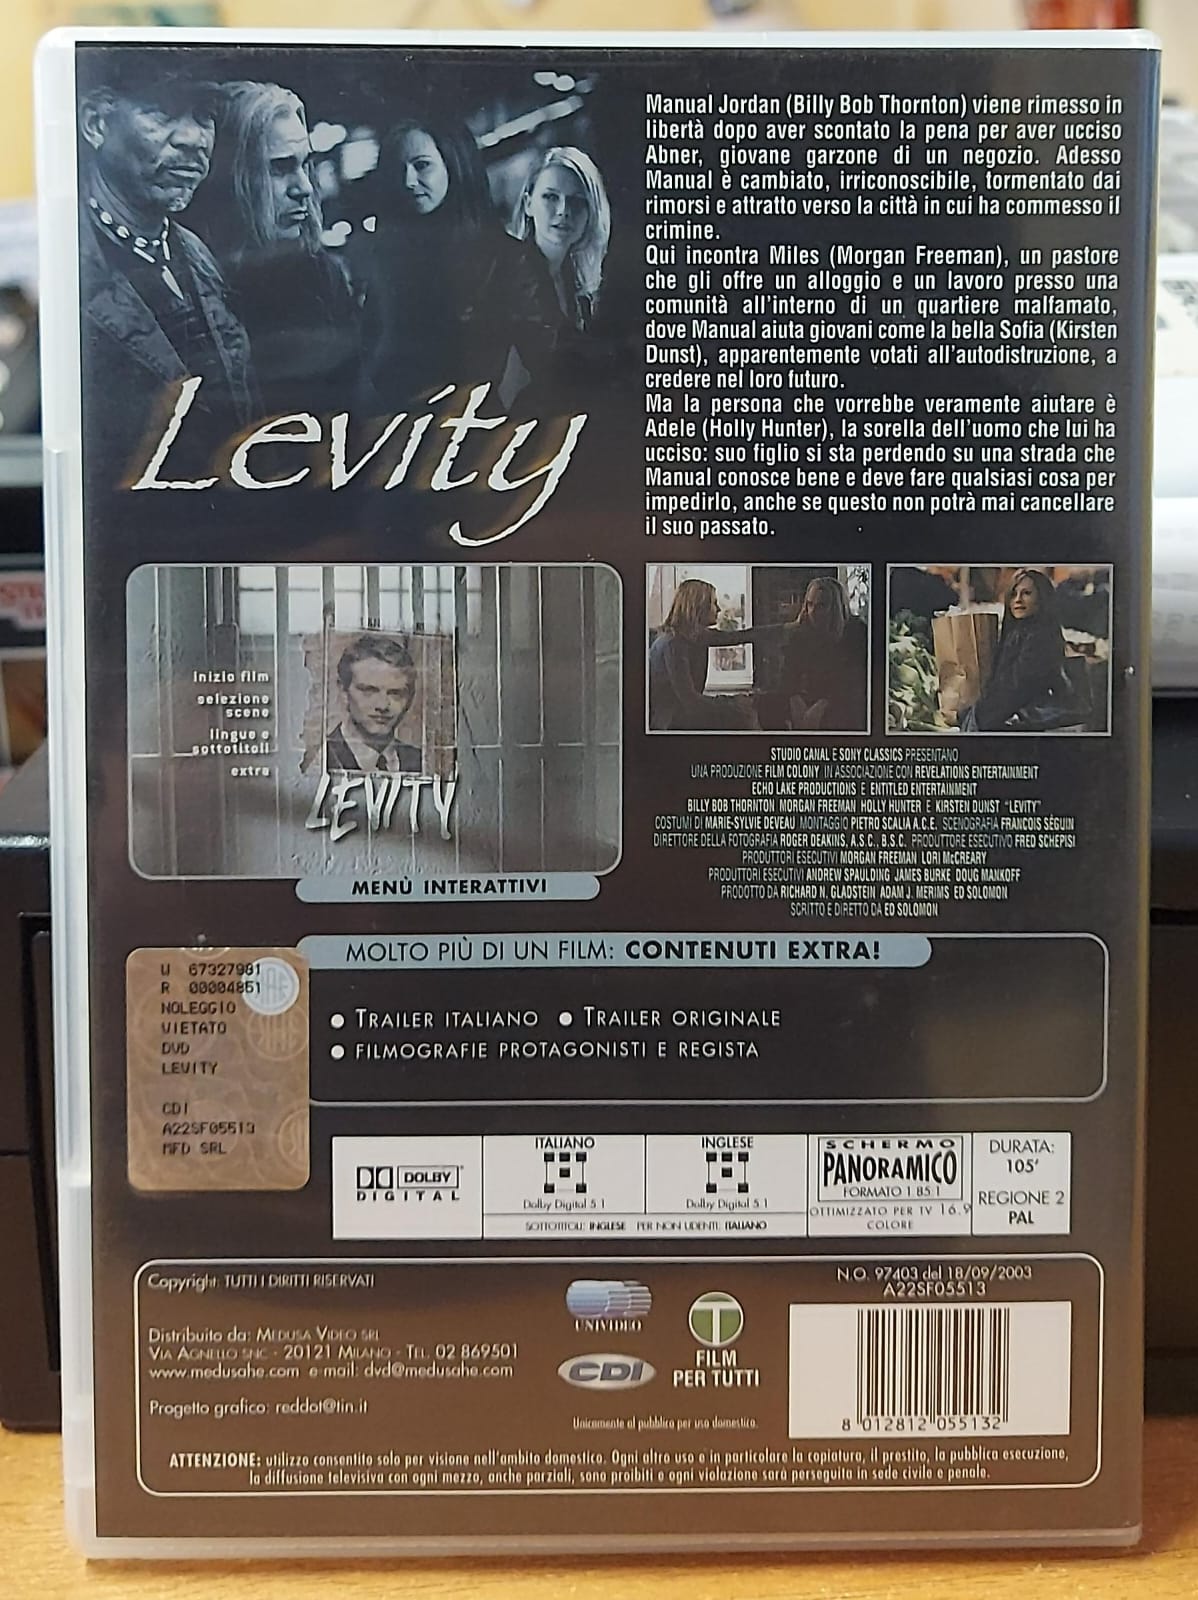 Manual Jordan (Billy Bob Thornton) viene rimesso in
libertà dopo aver scontato la pena per aver ucciso
Abner, giovane garzone di un negozio. Adesso
Manual è cambiato, irriconoscibile, tormentato dai
rimorsi e attratto verso la città in cui ha commesso il
crimine.
Qui incontra Miles (Morgan Freeman), un pastore
che gli offre un alloggio e un lavoro presso una
comunità all'interno di un quartiere malfamato,
dove Manual aiuta giovani come la bella Sofia (Kirsten
Dunst), apparentemente votati all'autodistruzione, a
credere nel loro futuro.
Ma la persona che vorrebbe veramente aiutare è
Adele (Holly Hunter), la sorella dell'uomo che lui ha
ucciso: suo figlio si sta perdendo su una strada che
Manual conosce bene e deve fare qualsiasi cosa per
impedirlo, anche se questo non potrà mai cancellare
il suo passato.
Levity
inizio film
selezione
scene
lingue e
sottotitoli
extra
LEVITY
MENÙ INTERATTIVI
STUDIO CANAL E SONY CLASSICS PRESENTANO
UNA PRODUZIONE FILM COLONY IN ASSOCIAZIONE CON REVELATIONS ENTERTAINMENT
ECHO LAKE PRODUCTIONS E ENTITLED ENTERTAINMENT
BILLY BOB THORNTON MORGAN FREEMAN HOLLY HUNTER E KIRSTEN DUNST "LEVITY"
COSTUMI DI MARIE-SYLVIE DEVEAU MONTAGGIO PIETRO SCALIA A.C.E. SCENOGRAFIA FRANCOIS SÈGUIN
DIRETTORE DELLA FOTOGRAFIA ROGER DEAKINS, A.S.C., B.S.C. PRODUTTORE ESECUTIVO FRED SCHEPISI
PRODUTTORI ESECUTIVI MORGAN FREEMAN LORI McCREARY
PRODUTTORI ESECUTIVI ANDREW SPAULDING JAMES BURKE DOUG MANKOFF
PRODOTTO DA RICHARD N. GLADSTEIN ADAM J. MERIMS ED SOLOMON
SCRITTO E DIRETTO DA ED SOLOMON
MOLTO PIÙ DI UN FILM: CONTENUTI EXTRA!
TRAILER ITALIANO TRAILER ORIGINALE
FILMOGRAFIE PROTAGONISTI E REGISTA
U 67327981
R 00004851
NOLEGGIO
VIETATO
DVD
LEVITY
CDI
A22SF05513
MFD SRL
DOLBY
DIGITAL
ITALIANO
Dolby Digital 5.1
INGLESE
Dolby Digital 5.1
SOTTOTITOLI: INGLESE PER NON UDENTI: ITALIANO
SCHERMO
PANORAMICO
FORMATO 1.85:1
OTTIMIZZATO PER TV 16:9
COLORE
DURATA:
105'
REGIONE 2
PAL
Copyright: TUTTI I DIRITTI RISERVATI
Distribuito da: MEDUSA VIDEO SRL
VIA AGNELLO SNC - 20121 MILANO - TEL. 02 869501
www.medusahe.com e-mail: dvd@medusahe.com
Progetto grafico: reddot@tin.it
UNIVIDEO
CDI
T
FILM
PER TUTTI
Unicamente al pubblico per uso domestico.
N.O. 97403 del 18/09/2003
A22SF05513
8 012812 055132
ATTENZIONE: utilizzo consentito solo per visione nell'ambito domestico. Ogni altro uso e in particolare la copiatura, il prestito, la pubblica esecuzione,
la diffusione televisiva con ogni mezzo, anche parziali, sono proibiti e ogni violazione sarà perseguita in sede civile e penale.